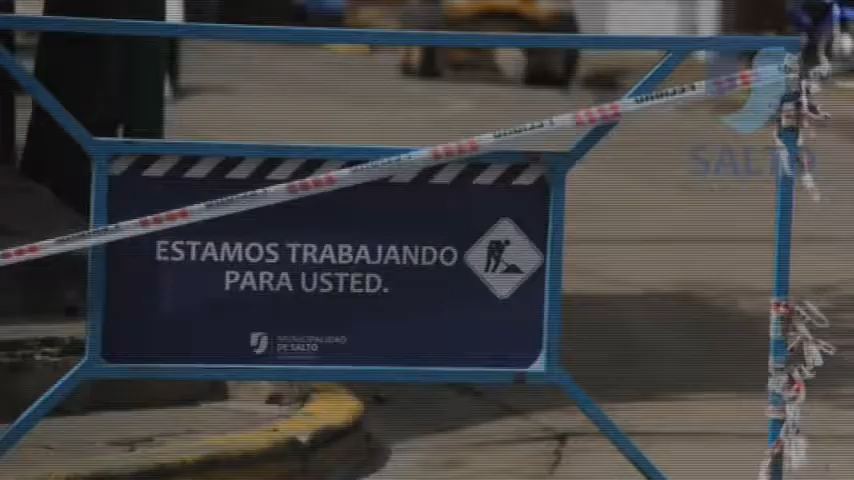 SALTO
ESTAMOS TRABAJANDO
PARA USTED.
MUNICIPALIDAD
DE SALTO